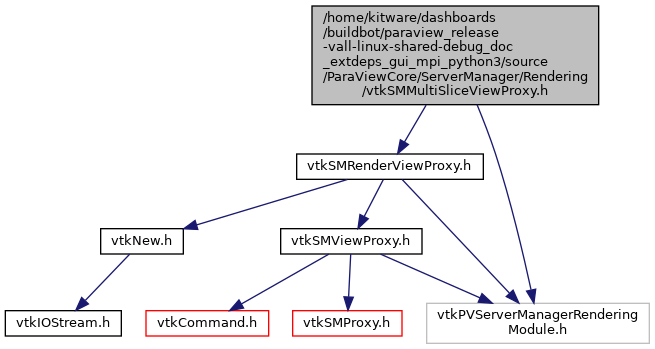 /home/kitware/dashboards
/buildbot/paraview_release
-vall-linux-shared-debug_doc
_extdeps_gui_mpi_python3/source
/ParaViewCore/ServerManager/Rendering
/vtkSMMultiSliceViewProxy.h
vtkSMRenderViewProxy.h
vtkNew.h
vtkSMViewProxy.h
vtkIOStream.h
vtkCommand.h
vtkSMProxy.h
vtkPVServerManagerRendering
Module.h